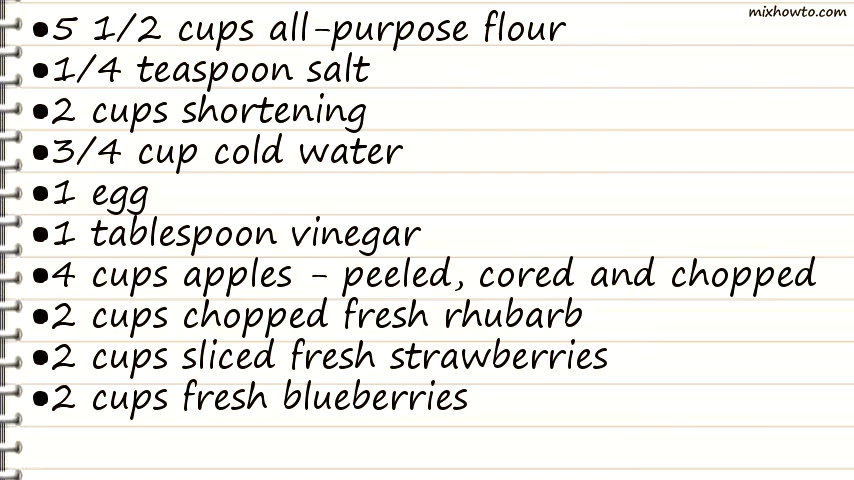 mixhowto.com
•5 1/2 cups all-purpose flour
•1/4 teaspoon salt
•2 cups shortening
•3/4 cup cold water
•1 egg
•1 tablespoon vinegar
•4 cups apples - peeled, cored and chopped
•2 cups chopped fresh rhubarb
•2 cups sliced fresh strawberries
•2 cups fresh blueberries